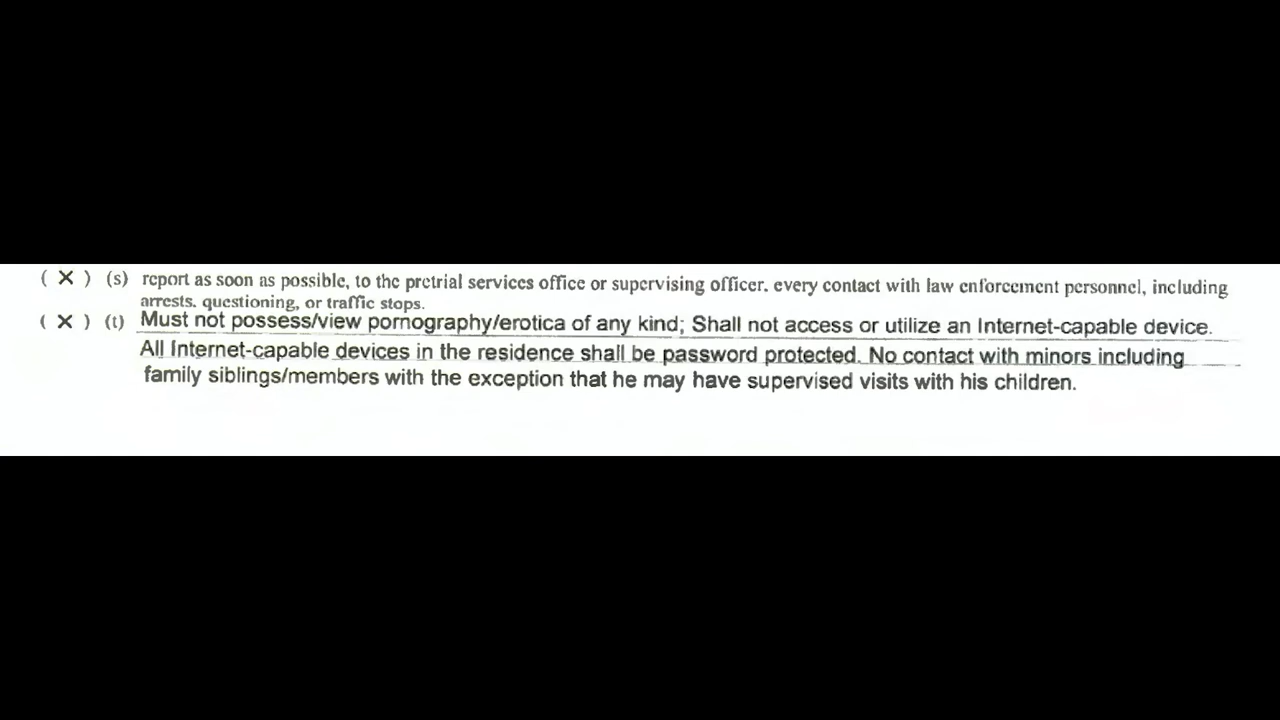 ( X ) (s) report as soon as possible, to the pretrial services office or supervising officer, every contact with law enforcement personnel, including
arrests, questioning, or traffic stops.
( X ) (t) Must not possess/view pornography/erotica of any kind; Shall not access or utilize an Internet-capable device.
All Internet-capable devices in the residence shall be password protected. No contact with minors including
family siblings/members with the exception that he may have supervised visits with his children.